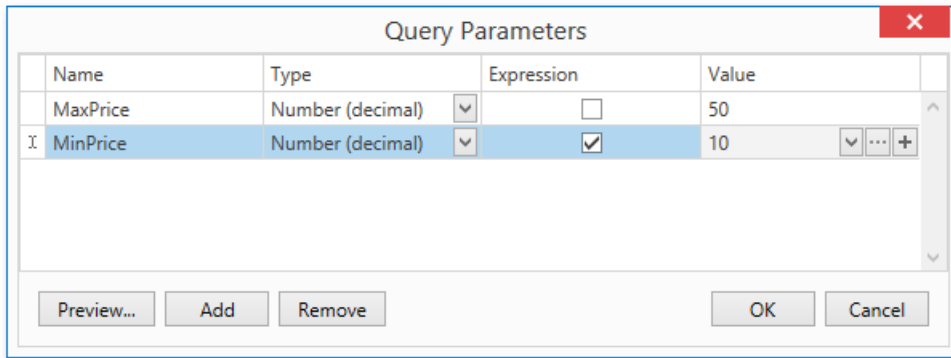 Query Parameters
Name Type Expression Value
MaxPrice Number (decimal) 50
MinPrice Number (decimal) 10
Preview... Add Remove OK Cancel